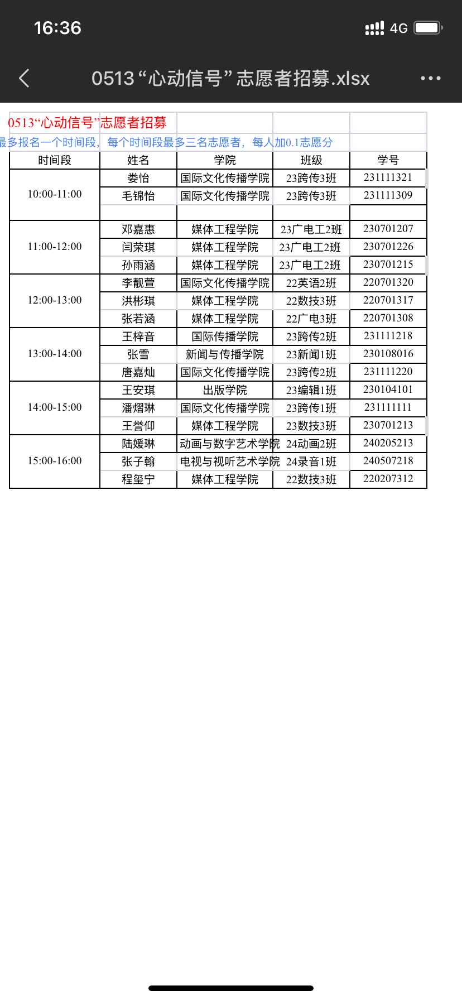 16:36
4G
0513“心动信号”志愿者招募.xlsx
0513“心动信号”志愿者招募
最多报名一个时间段，每个时间段最多三名志愿者，每人加0.1志愿分
时间段 姓名 学院 班级 学号
10:00-11:00
娄怡 国际文化传播学院 23跨传3班 231111321
毛锦怡 国际文化传播学院 23跨传3班 231111309
11:00-12:00
邓嘉惠 媒体工程学院 23广电工2班 230701207
闫荣琪 媒体工程学院 23广电工2班 230701226
孙雨涵 媒体工程学院 23广电工2班 230701215
12:00-13:00
李靓萱 国际文化传播学院 22英语2班 220701320
洪彬琪 媒体工程学院 22数技3班 220701317
张若涵 媒体工程学院 22广电3班 220701308
13:00-14:00
王梓音 国际传播学院 23跨传2班 231111218
张雪 新闻与传播学院 23新闻1班 230108016
唐嘉灿 国际文化传播学院 23跨传2班 231111220
14:00-15:00
王安琪 出版学院 23编辑1班 230104101
潘熠琳 国际文化传播学院 23跨传1班 231111111
王誉仰 媒体工程学院 23数技3班 230701213
15:00-16:00
陆媛琳 动画与数字艺术学院 24动画2班 240205213
张子翰 电视与视听艺术学院 24录音1班 240507218
程玺宁 媒体工程学院 22数技3班 220207312